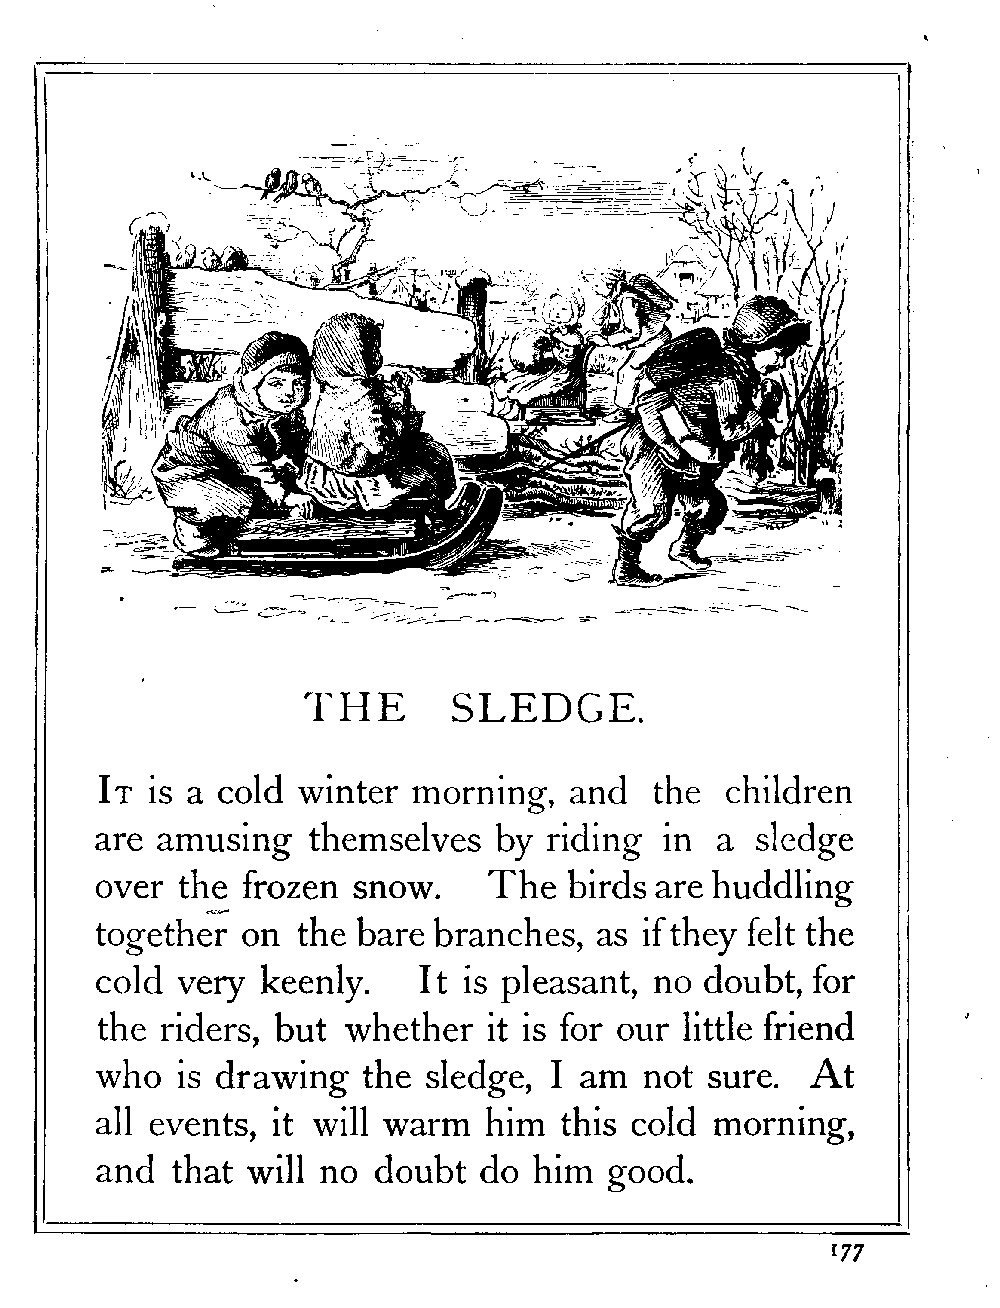 THE SLEDGE.
IT is a cold winter morning, and the children
are amusing themselves by riding in a sledge
over the frozen snow. The birds are huddling
together on the bare branches, as if they felt the
cold very keenly. It is pleasant, no doubt, for
the riders, but whether it is for our little friend
who is drawing the sledge, I am not sure. At
all events, it will warm him this cold morning,
and that will no doubt do him good.
177